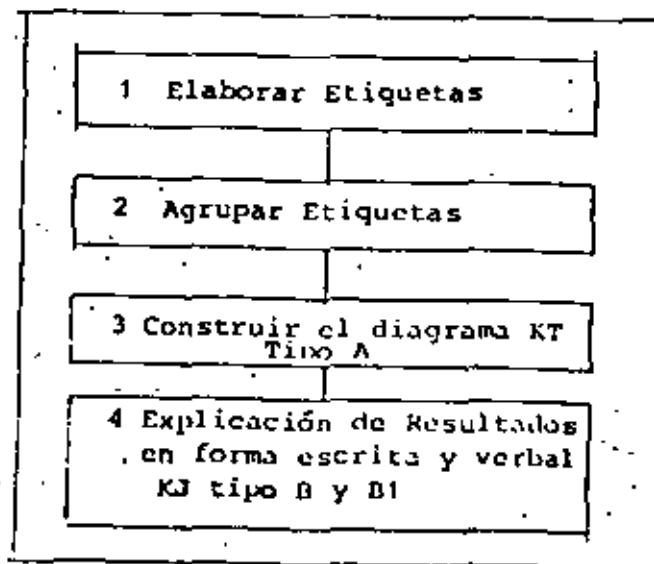 1 Elaborar Etiquetas
2 Agrupar Etiquetas
3 Construir el diagrama KT
Tipo A
4 Explicación de Resultados
en forma escrita y verbal
KJ tipo B y B1